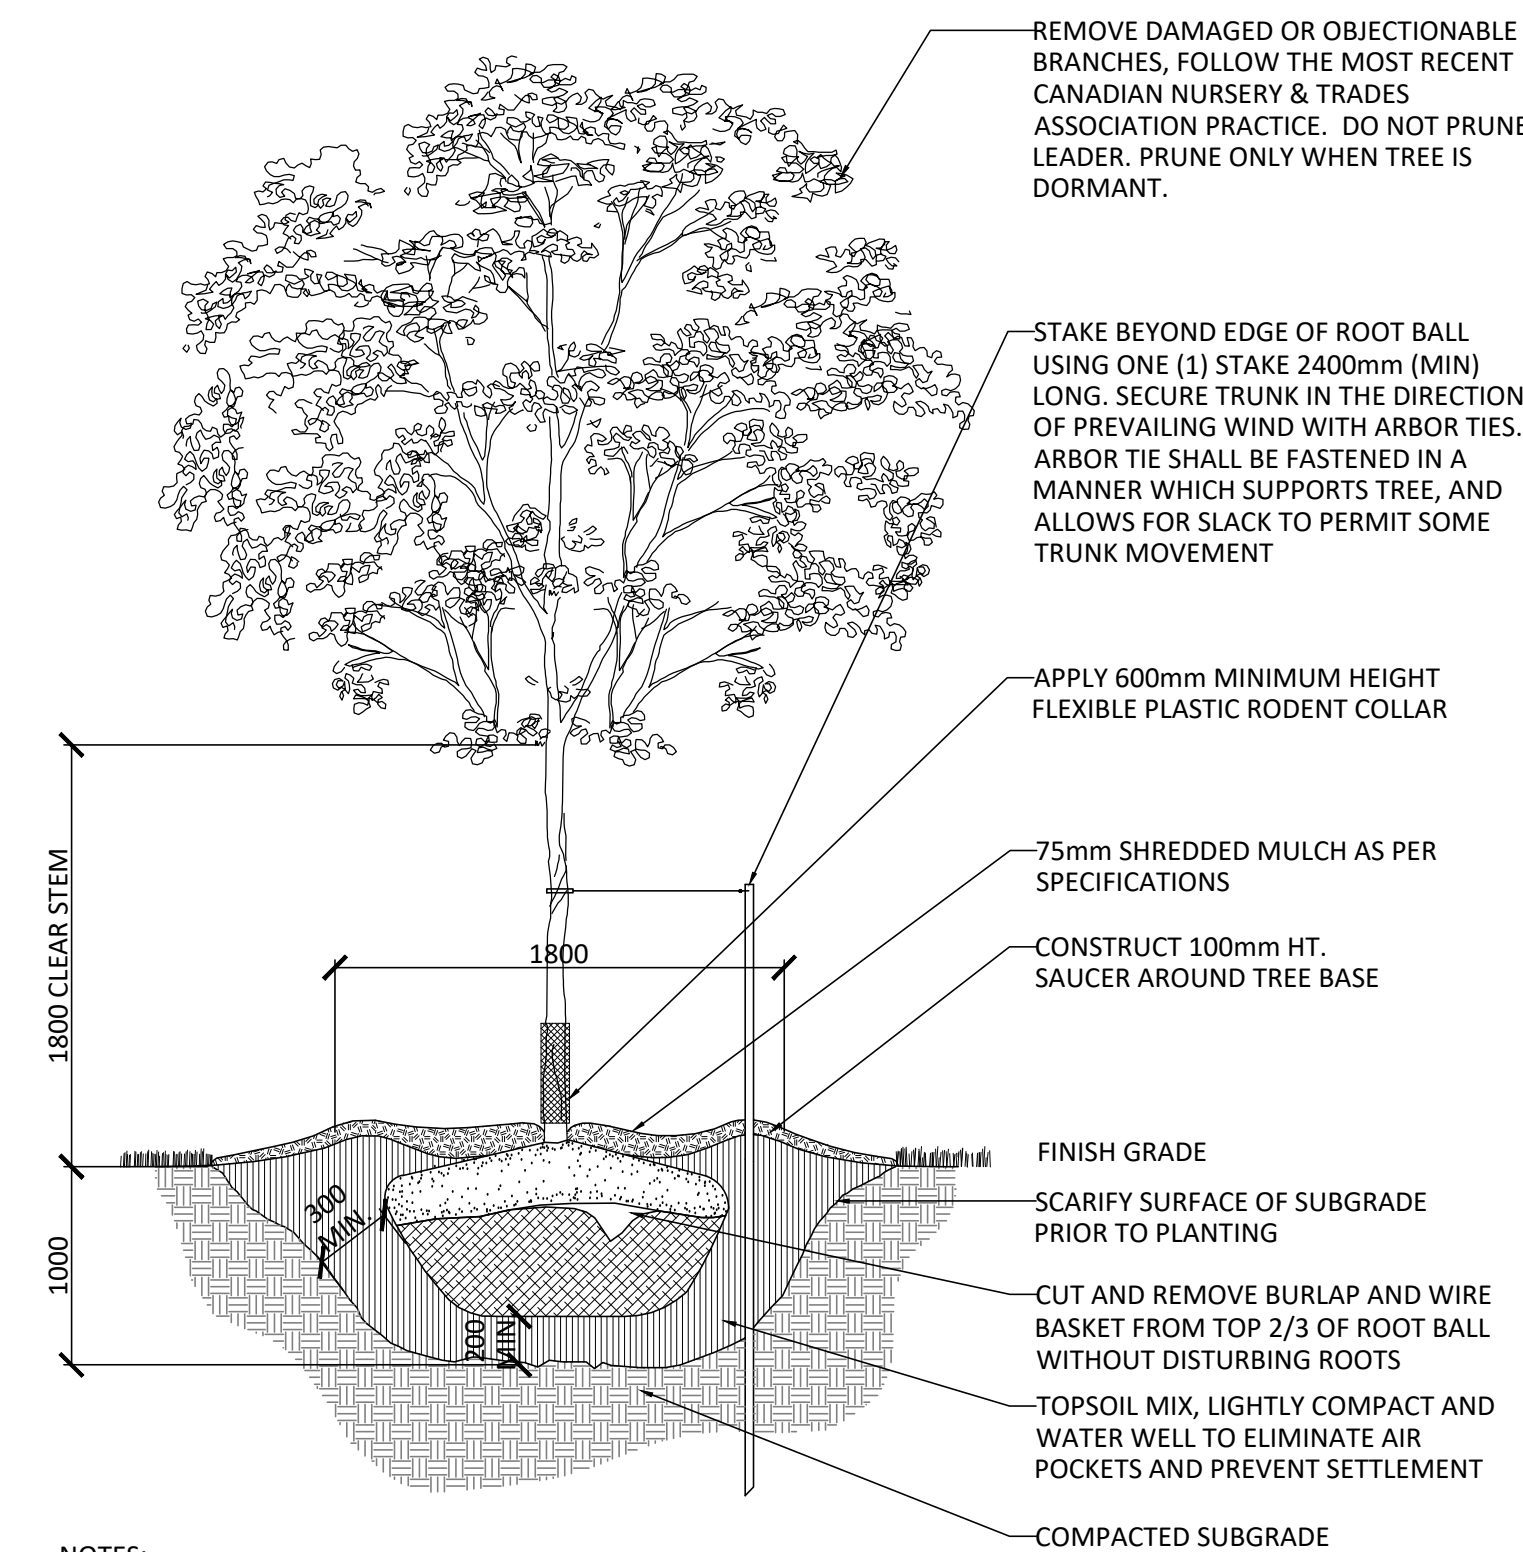 REMOVE DAMAGED OR OBJECTIONABLE
BRANCHES, FOLLOW THE MOST RECENT
CANADIAN NURSERY & TRADES
ASSOCIATION PRACTICE.  DO NOT PRUNE
LEADER. PRUNE ONLY WHEN TREE IS
DORMANT.
STAKE BEYOND EDGE OF ROOT BALL
USING ONE (1) STAKE 2400mm (MIN)
LONG. SECURE TRUNK IN THE DIRECTION
OF PREVAILING WIND WITH ARBOR TIES.
ARBOR TIE SHALL BE FASTENED IN A
MANNER WHICH SUPPORTS TREE, AND
ALLOWS FOR SLACK TO PERMIT SOME
TRUNK MOVEMENT
APPLY 600mm MINIMUM HEIGHT
FLEXIBLE PLASTIC RODENT COLLAR
75mm SHREDDED MULCH AS PER
SPECIFICATIONS
1800 CLEAR STEM
1800
CONSTRUCT 100mm HT.
SAUCER AROUND TREE BASE
FINISH GRADE
SCARIFY SURFACE OF SUBGRADE
PRIOR TO PLANTING
300
MIN.
1000
200
MIN
CUT AND REMOVE BURLAP AND WIRE
BASKET FROM TOP 2/3 OF ROOT BALL
WITHOUT DISTURBING ROOTS
TOPSOIL MIX, LIGHTLY COMPACT AND
WATER WELL TO ELIMINATE AIR
POCKETS AND PREVENT SETTLEMENT
COMPACTED SUBGRADE
NOTES: